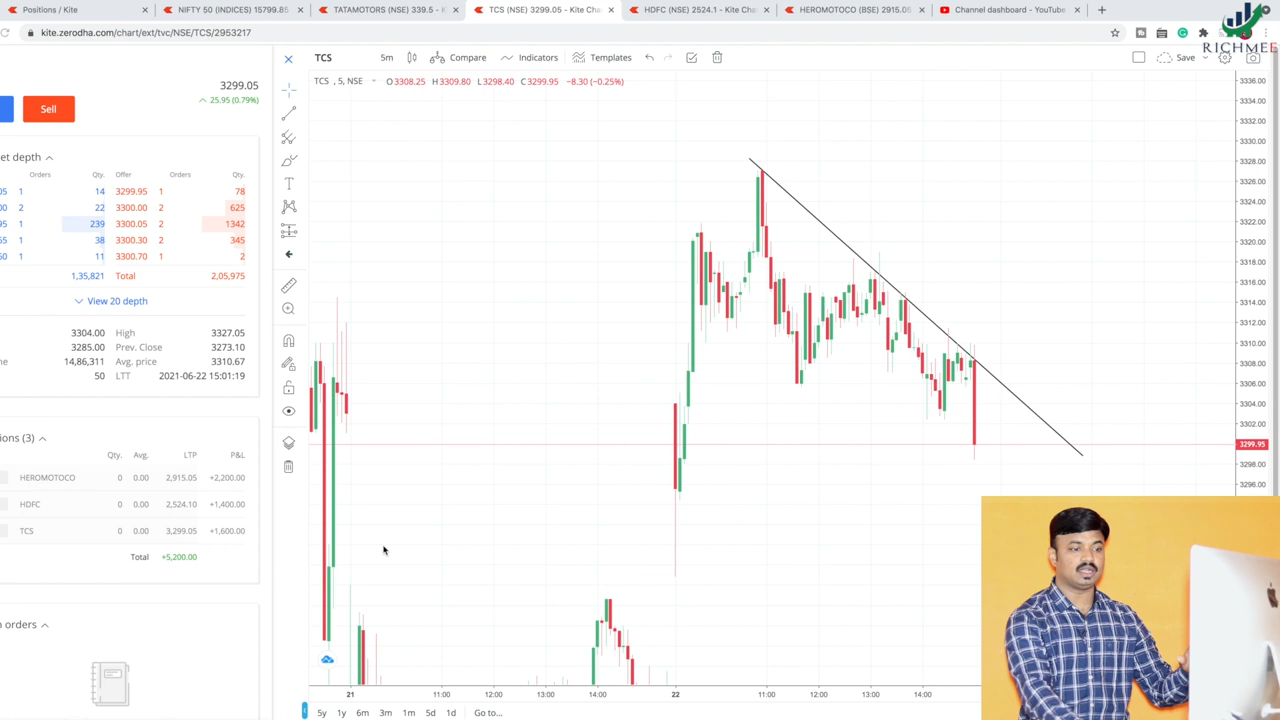 Positions / Kite
NIFTY 50 (INDICES) 15799.85
TATAMOTORS (NSE) 339.5 - K
TCS (NSE) 3299.05 - Kite Cha
HDFC (NSE) 2524.1 - Kite Cha
HEROMOTOCO (BSE) 2915.05
Channel dashboard - YouTube
kite.zerodha.com/chart/ext/tvc/NSE/TCS/2953217
RICHMEE
TCS
5m
Compare
Indicators
Templates
Save
TCS , 5, NSE
O3308.25 H3309.80 L3298.40 C3299.95 −8.30 (−0.25%)
3299.05
25.95 (0.79%)
Sell
et depth
Orders Qty. Offer Orders Qty.
05 1 14 3299.95 1 78
00 2 22 3300.00 2 625
95 1 239 3300.05 2 1342
55 1 38 3300.30 2 345
50 1 11 3300.70 1 2
1,35,821 Total 2,05,975
View 20 depth
3304.00 High 3327.05
3285.00 Prev. Close 3273.10
me 14,86,311 Avg. price 3310.67
50 LTT 2021-06-22 15:01:19
ions (3)
Qty. Avg. LTP P&L
HEROMOTOCO 0 0.00 2,915.05 +2,200.00
HDFC 0 0.00 2,524.10 +1,400.00
TCS 0 0.00 3,299.05 +1,600.00
Total +5,200.00
n orders
3336.00
3334.00
3332.00
3330.00
3328.00
3326.00
3324.00
3322.00
3320.00
3318.00
3316.00
3314.00
3312.00
3310.00
3308.00
3306.00
3304.00
3302.00
3299.95
3298.00
3296.00
21 11:00 12:00 13:00 14:00 22 11:00 12:00 13:00 14:00
5y 1y 6m 3m 1m 5d 1d Go to...